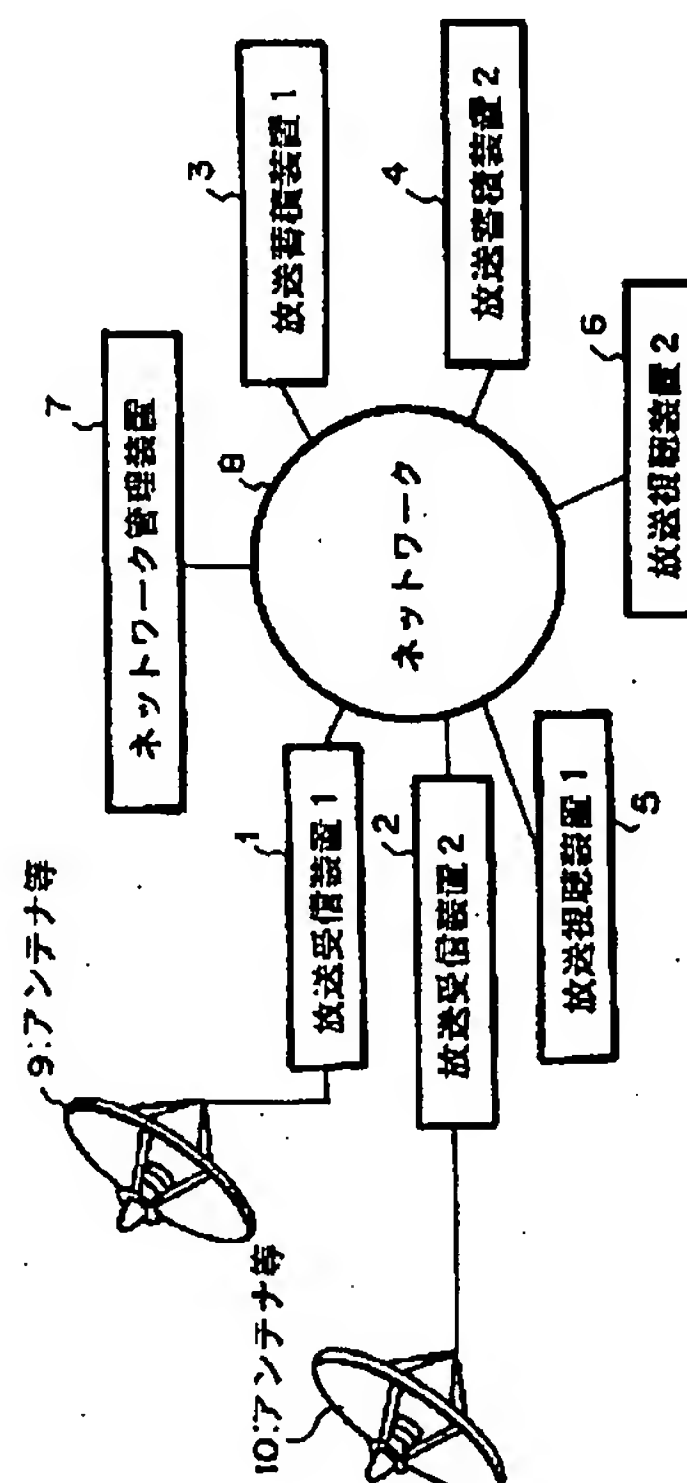 9:アンテナ等
10:アンテナ等
7
ネットワーク管理装置
1
放送受信装置1
2
放送受信装置2
8
ネットワーク
3
放送蓄積装置1
4
放送蓄積装置2
5
放送視聴装置1
6
放送視聴装置2